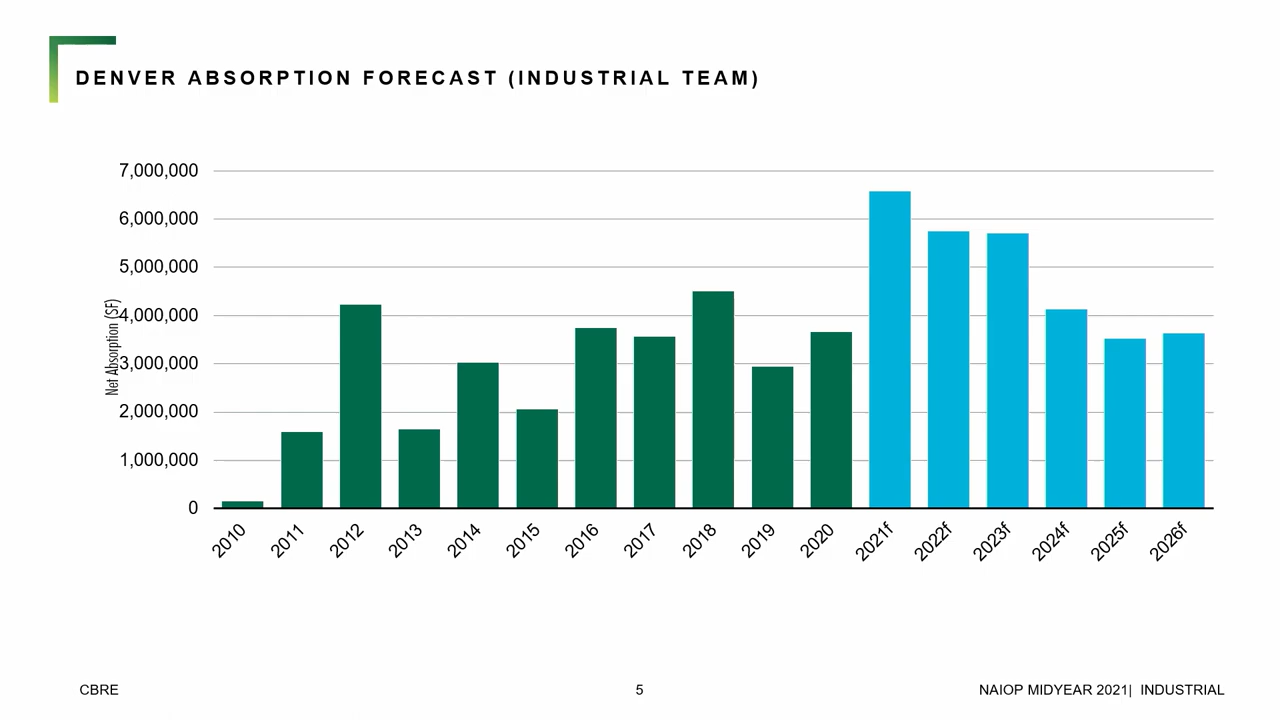 DENVER ABSORPTION FORECAST (INDUSTRIAL TEAM)
Net Absorption (SF)
7,000,000
6,000,000
5,000,000
4,000,000
3,000,000
2,000,000
1,000,000
0
2010 2011 2012 2013 2014 2015 2016 2017 2018 2019 2020 2021f 2022f 2023f 2024f 2025f 2026f
CBRE 5 NAIOP MIDYEAR 2021| INDUSTRIAL